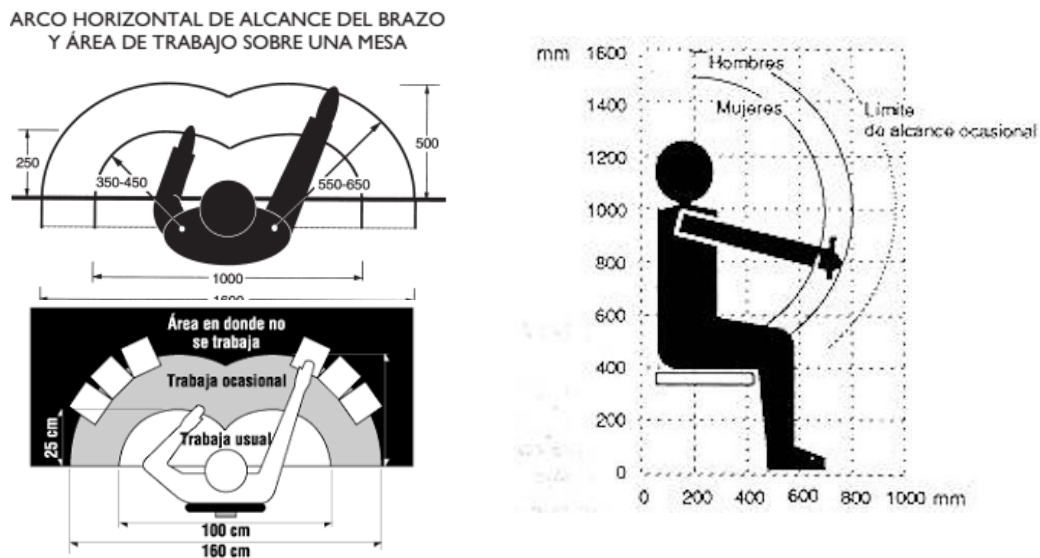 ARCO HORIZONTAL DE ALCANCE DEL BRAZO
Y ÁREA DE TRABAJO SOBRE UNA MESA
500
250
350-450
550-650
1000
1600
Área en donde no
se trabaja
Trabaja ocasional
Trabaja usual
25 cm
100 cm
160 cm
mm
1600
Hombres
Mujeres
1400
Límite
de alcance ocasional
1200
1000
800
600
400
200
0
0 200 400 600 800 1000 mm